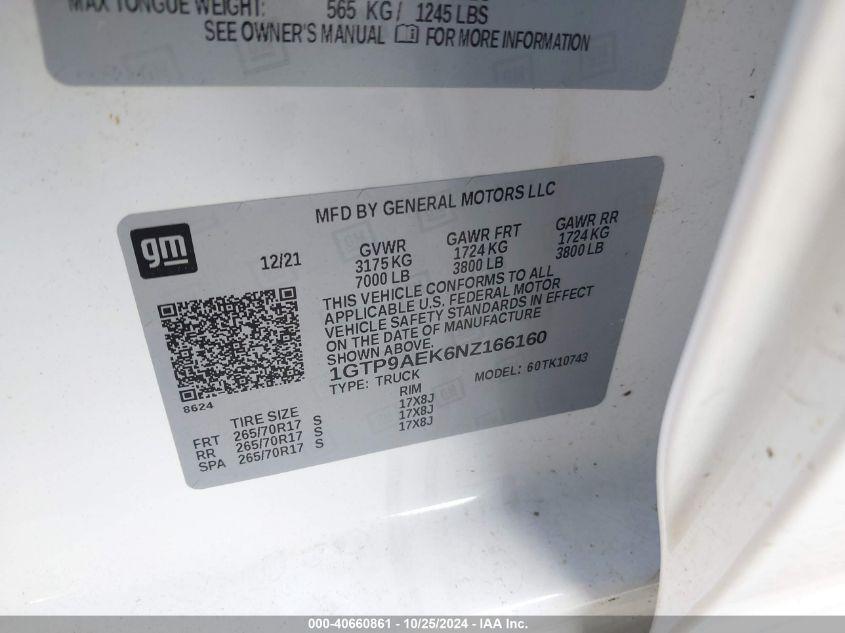 MAX TONGUE WEIGHT: 565 KG/ 1245 LBS
SEE OWNER'S MANUAL FOR MORE INFORMATION
MFD BY GENERAL MOTORS LLC
gm
12/21
GVWR GAWR FRT GAWR RR
3175 KG 1724 KG 1724 KG
7000 LB 3800 LB 3800 LB
THIS VEHICLE CONFORMS TO ALL
APPLICABLE U.S. FEDERAL MOTOR
VEHICLE SAFETY STANDARDS IN EFFECT
ON THE DATE OF MANUFACTURE
SHOWN ABOVE.
1GTP9AEK6NZ166160
TYPE: TRUCK MODEL: 60TK10743
8624
TIRE SIZE RIM
FRT 265/70R17 S 17X8J
RR 265/70R17 S 17X8J
SPA 265/70R17 S 17X8J
000-40660861 - 10/25/2024 - IAA Inc.